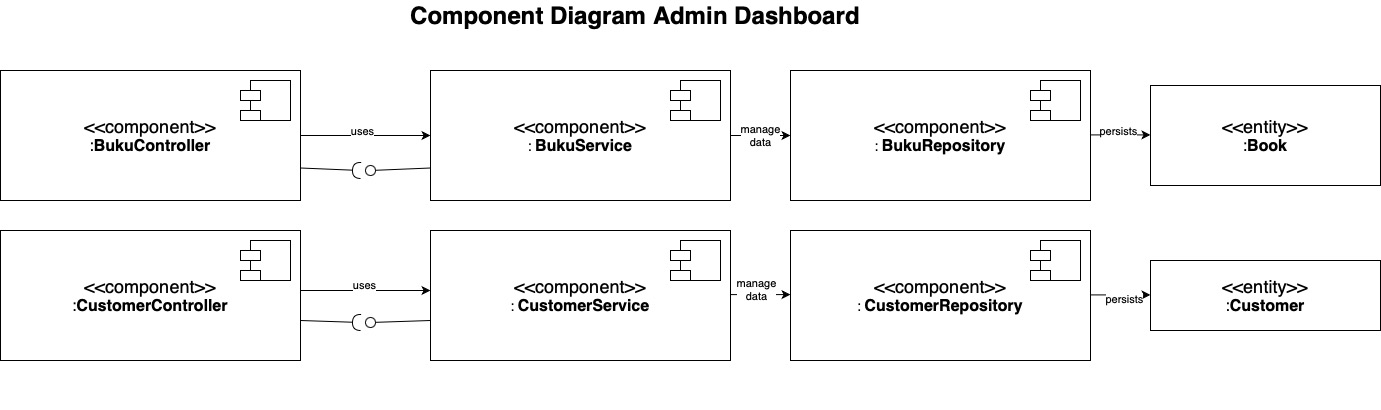 Component Diagram Admin Dashboard
<<component>>
:BukuController
uses
<<component>>
: BukuService
manage
data
<<component>>
: BukuRepository
persists
<<entity>>
:Book
<<component>>
:CustomerController
uses
<<component>>
: CustomerService
manage
data
<<component>>
: CustomerRepository
persists
<<entity>>
:Customer